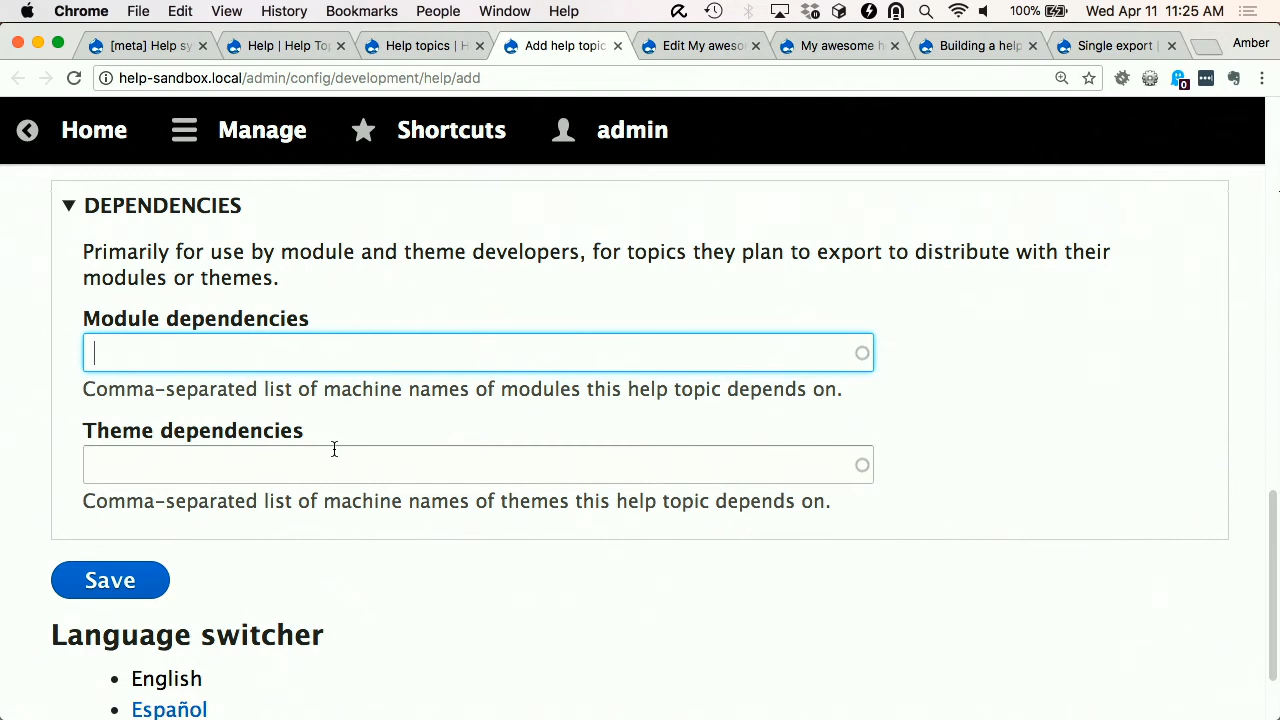 Chrome File Edit View History Bookmarks People Window Help 100% Wed Apr 11 11:25 AM
[meta] Help sy Help | Help To Help topics | H Add help topic Edit My aweso My awesome h Building a help Single export | Amber
help-sandbox.local/admin/config/development/help/add 0
Home Manage Shortcuts admin
DEPENDENCIES
Primarily for use by module and theme developers, for topics they plan to export to distribute with their
modules or themes.
Module dependencies
Comma-separated list of machine names of modules this help topic depends on.
Theme dependencies
Comma-separated list of machine names of themes this help topic depends on.
Save
Language switcher
English
Español